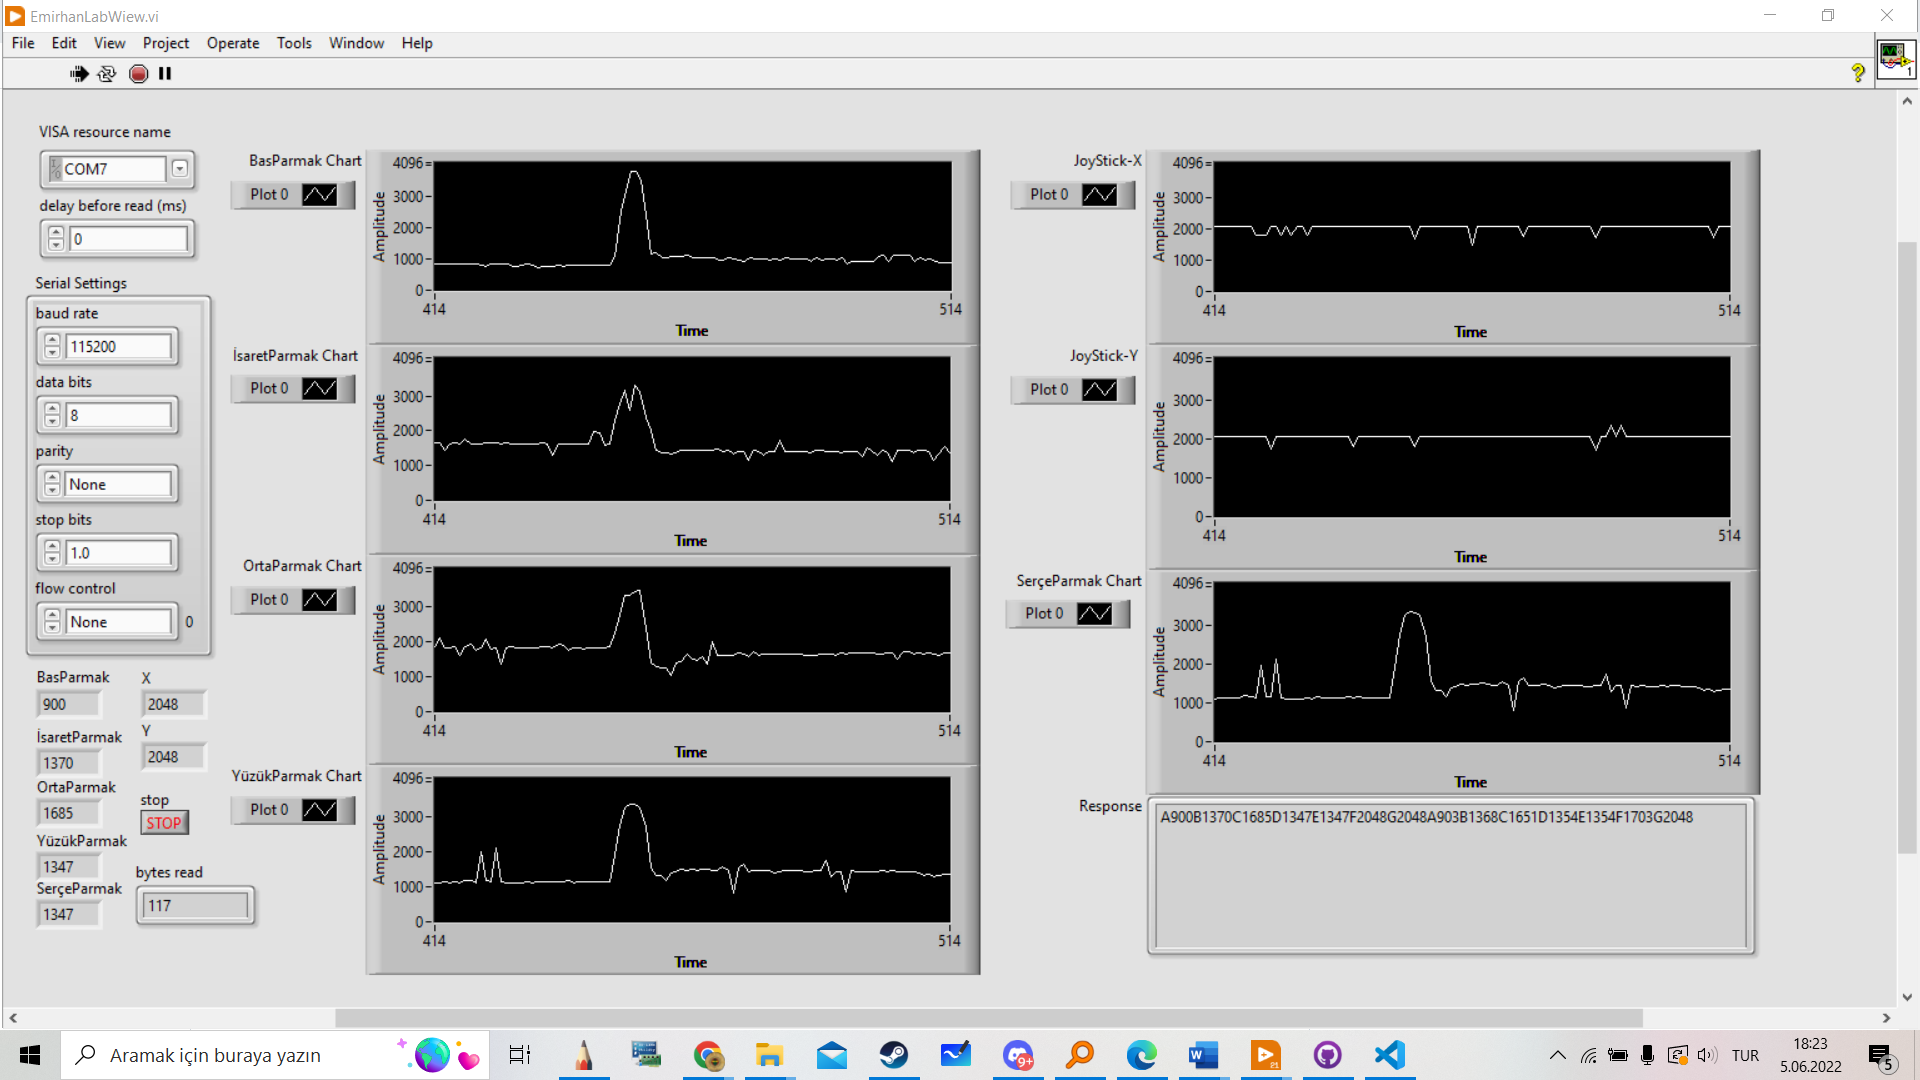 EmirhanLabWiew.vi
File Edit View Project Operate Tools Window Help
1
VISA resource name
COM7
delay before read (ms)
0
Serial Settings
baud rate
115200
data bits
8
parity
None
stop bits
1.0
flow control
None 0
BasParmak X
900 2048
İsaretParmak Y
1370 2048
OrtaParmak
1685
stop
STOP
YüzükParmak
1347
SerçeParmak
1347
bytes read
117
BasParmak Chart
Plot 0
Amplitude
4096
3000
2000
1000
0
414 514
Time
İsaretParmak Chart
Plot 0
Amplitude
4096
3000
2000
1000
0
414 514
Time
OrtaParmak Chart
Plot 0
Amplitude
4096
3000
2000
1000
0
414 514
Time
YüzükParmak Chart
Plot 0
Amplitude
4096
3000
2000
1000
0
414 514
Time
JoyStick-X
Plot 0
Amplitude
4096
3000
2000
1000
0
414 514
Time
JoyStick-Y
Plot 0
Amplitude
4096
3000
2000
1000
0
414 514
Time
SerçeParmak Chart
Plot 0
Amplitude
4096
3000
2000
1000
0
414 514
Time
Response
A900B1370C1685D1347E1347F2048G2048A903B1368C1651D1354E1354F1703G2048
Aramak için buraya yazın
9+
21
TUR
18:23
5.06.2022
5